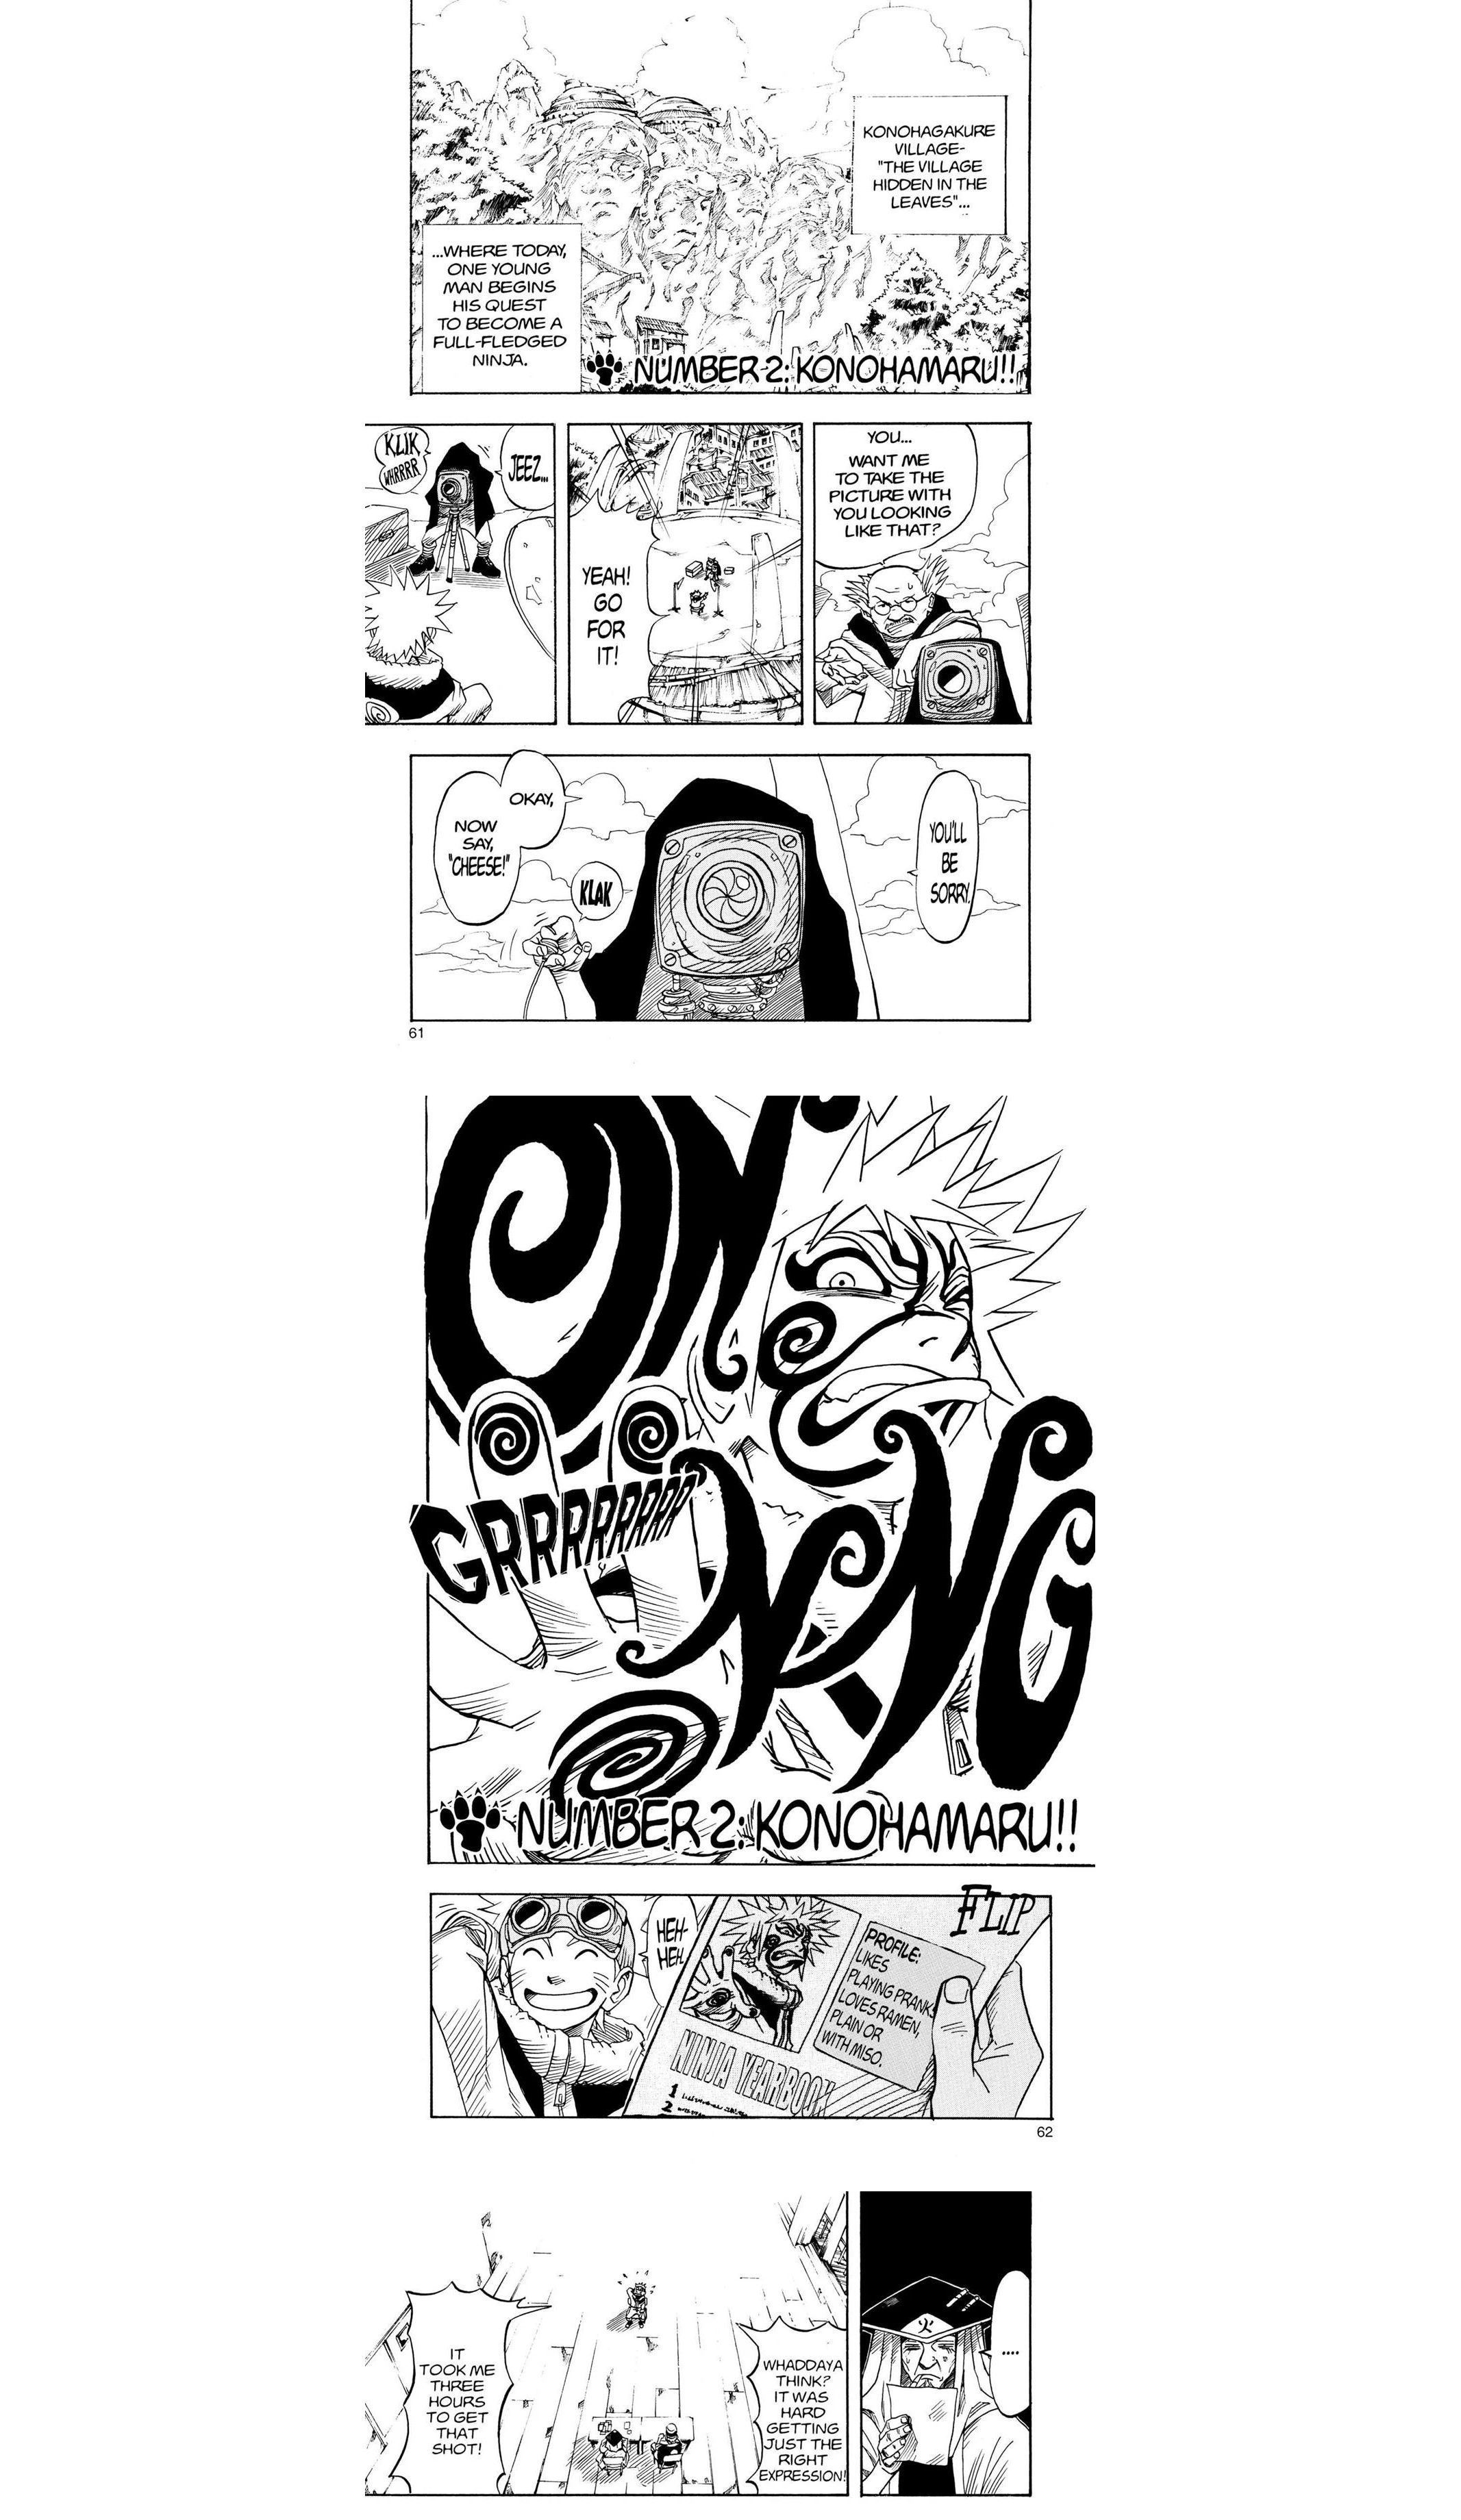 KONOHAGAKURE
VILLAGE-
"THE VILLAGE
HIDDEN IN THE
LEAVES"...
...WHERE TODAY,
ONE YOUNG
MAN BEGINS
HIS QUEST
TO BECOME A
FULL-FLEDGED
NINJA.
NUMBER 2: KONOHAMARU!!
YOU...
WANT ME
TO TAKE THE
PICTURE WITH
YOU LOOKING
LIKE THAT?
YEAH!
GO
FOR
IT!
JEEZ...
KLIK
WHRRRR
YOU'LL
BE
SORRY.
OKAY,
NOW
SAY,
"CHEESE!"
KLAK
61
GRRRRRRRRR
NUMBER 2: KONOHAMARU!!
FLIP
PROFILE:
LIKES
PLAYING PRANKS.
LOVES RAMEN,
PLAIN OR
WITH MISO.
NINJA YEARBOOK
1
2
HEH-
HEH.
62
....
火
WHADDAYA
THINK?
IT WAS
HARD
GETTING
JUST THE
RIGHT
EXPRESSION!
IT
TOOK ME
THREE
HOURS
TO GET
THAT
SHOT!